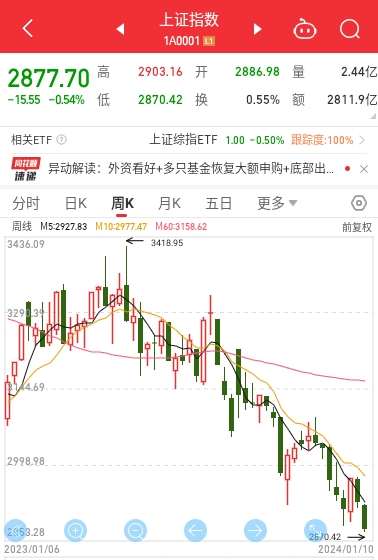 上证指数
1A0001 L1
2877.70
-15.55 -0.54%
高 2903.16 开 2886.98 量 2.44亿
低 2870.42 换 0.55% 额 2811.9亿
相关ETF ? 上证综指ETF 1.00 -0.50% 跟踪度:100%
同花顺速递 异动解读：外资看好+多只基金恢复大额申购+底部出...
分时 日K 周K 月K 五日 更多
周线 M5:2927.83 M10:2977.47 M60:3158.62 前复权
3436.09
3418.95
3144.69
2998.98
2853.28
2870.42
2023/01/06 2024/01/10